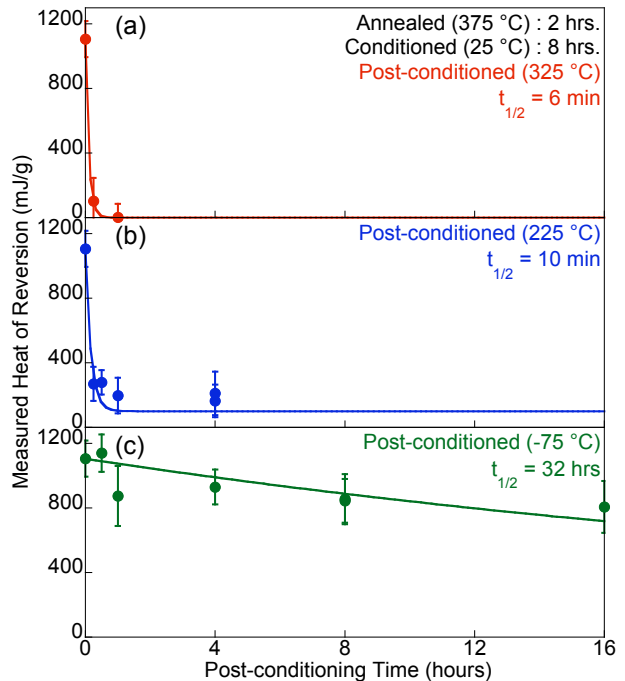 (a)
Annealed (375 °C) : 2 hrs.
Conditioned (25 °C) : 8 hrs.
Post-conditioned (325 °C)
t1/2 = 6 min
1200
800
400
0
(b)
Post-conditioned (225 °C)
t1/2 = 10 min
1200
800
400
0
(c)
Post-conditioned (-75 °C)
t1/2 = 32 hrs
1200
800
400
0
Measured Heat of Reversion (mJ/g)
0 4 8 12 16
Post-conditioning Time (hours)